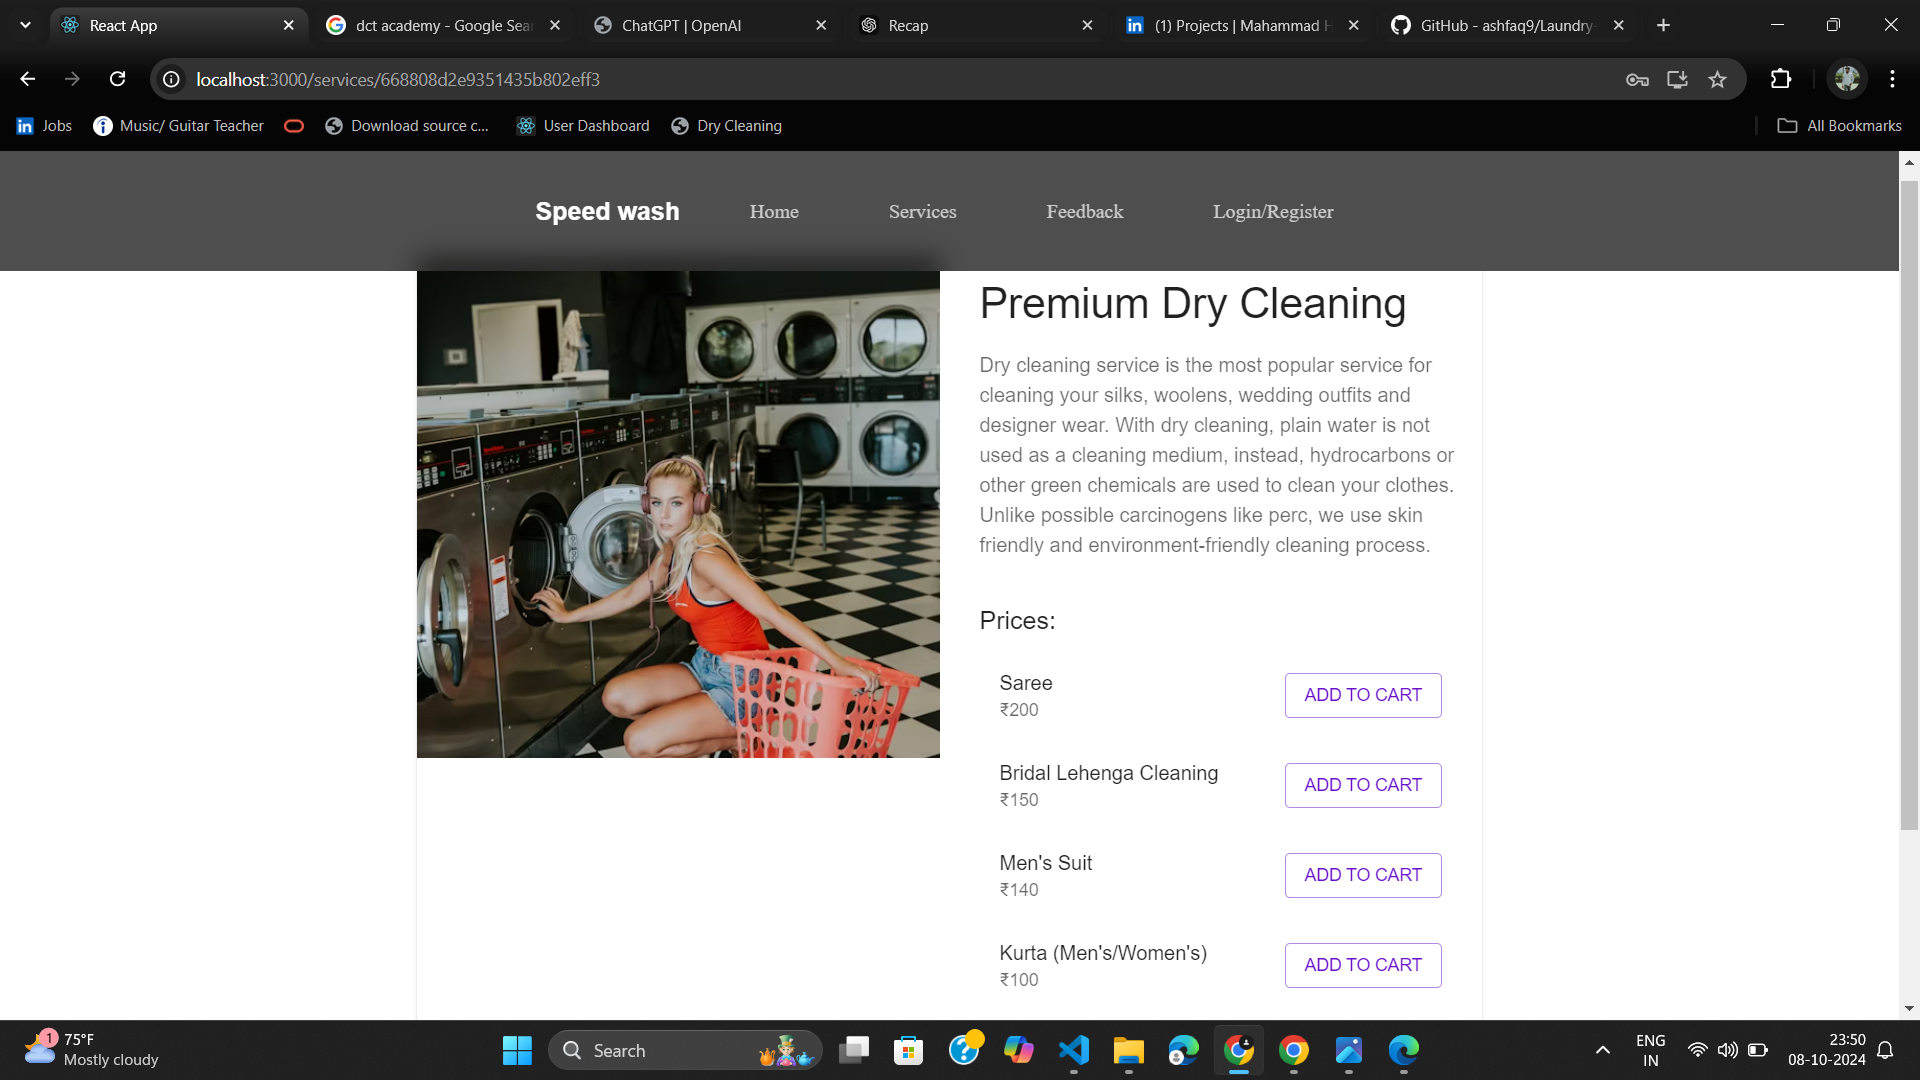 React App
dct academy - Google Sea
ChatGPT | OpenAI
Recap
(1) Projects | Mahammad H
GitHub - ashfaq9/Laundry-
localhost:3000/services/668808d2e9351435b802eff3
Jobs
Music/ Guitar Teacher
Download source c...
User Dashboard
Dry Cleaning
All Bookmarks
Speed wash
Home
Services
Feedback
Login/Register
Premium Dry Cleaning
Dry cleaning service is the most popular service for
cleaning your silks, woolens, wedding outfits and
designer wear. With dry cleaning, plain water is not
used as a cleaning medium, instead, hydrocarbons or
other green chemicals are used to clean your clothes.
Unlike possible carcinogens like perc, we use skin
friendly and environment-friendly cleaning process.
Prices:
Saree
₹200
ADD TO CART
Bridal Lehenga Cleaning
₹150
ADD TO CART
Men's Suit
₹140
ADD TO CART
Kurta (Men's/Women's)
₹100
ADD TO CART
1
75°F
Mostly cloudy
Search
ENG
IN
23:50
08-10-2024